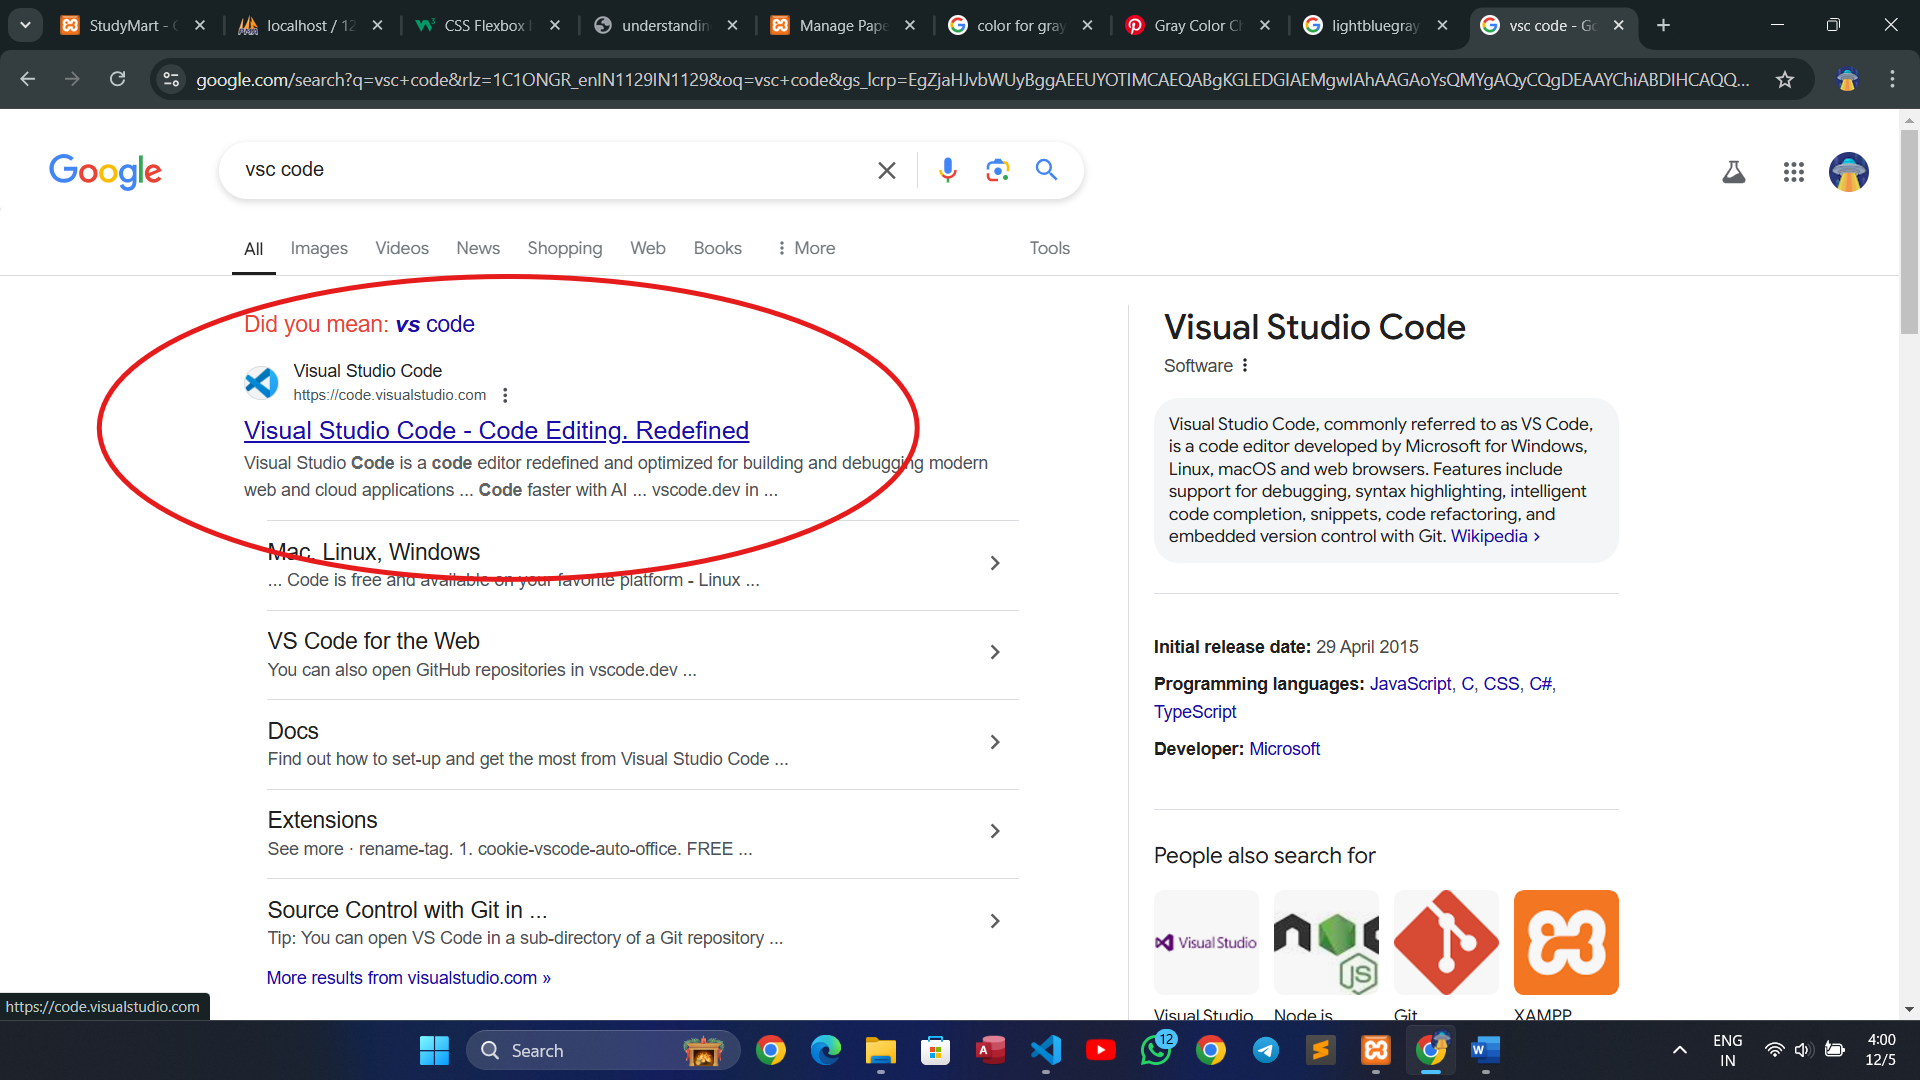 StudyMart - C
localhost / 12
CSS Flexbox
understandin
Manage Pape
color for gray
Gray Color Ch
lightbluegray
vsc code - Go
google.com/search?q=vsc+code&rlz=1C1ONGR_enIN1129IN1129&oq=vsc+code&gs_lcrp=EgZjaHJvbWUyBggAEEUYOTIMCAEQABgKGLEDGIAEMgwIAhAAGAoYsQMYgAQyCQgDEAAYChiABDIHCAQQ...
Google
vsc code
All Images Videos News Shopping Web Books More Tools
Did you mean: vs code
Visual Studio Code
https://code.visualstudio.com
Visual Studio Code - Code Editing. Redefined
Visual Studio Code is a code editor redefined and optimized for building and debugging modern
web and cloud applications ... Code faster with AI ... vscode.dev in ...
Mac, Linux, Windows
... Code is free and available on your favorite platform - Linux ...
VS Code for the Web
You can also open GitHub repositories in vscode.dev ...
Docs
Find out how to set-up and get the most from Visual Studio Code ...
Extensions
See more · rename-tag. 1. cookie-vscode-auto-office. FREE ...
Source Control with Git in ...
Tip: You can open VS Code in a sub-directory of a Git repository ...
More results from visualstudio.com »
Visual Studio Code
Software
Visual Studio Code, commonly referred to as VS Code,
is a code editor developed by Microsoft for Windows,
Linux, macOS and web browsers. Features include
support for debugging, syntax highlighting, intelligent
code completion, snippets, code refactoring, and
embedded version control with Git. Wikipedia ›
Initial release date: 29 April 2015
Programming languages: JavaScript, C, CSS, C#,
TypeScript
Developer: Microsoft
People also search for
Visual Studio
JS
Visual Studio
Node.js
Git
XAMPP
https://code.visualstudio.com
Search
12
ENG
IN
4:00
12/5